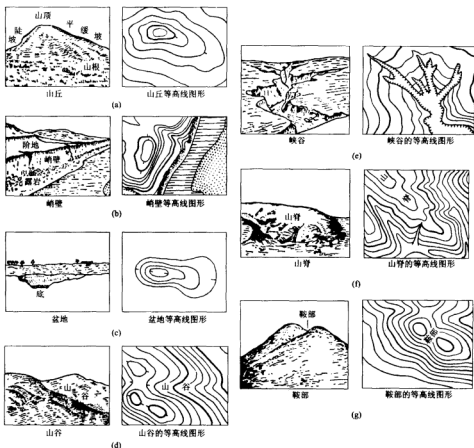 山顶
平
缓
坡
陡
坡
山根
山丘
山丘等高线图形
(a)
阶地
峭壁
露岩
峭壁
峭壁等高线图形
(b)
底
盆地
盆地等高线图形
(c)
山
谷
山 谷
山谷
山谷的等高线图形
(d)
峡谷
峡谷的等高线图形
(e)
山脊
山
脊
山脊
山脊的等高线图形
(f)
鞍部
鞍部
鞍部
鞍部的等高线图形
(g)